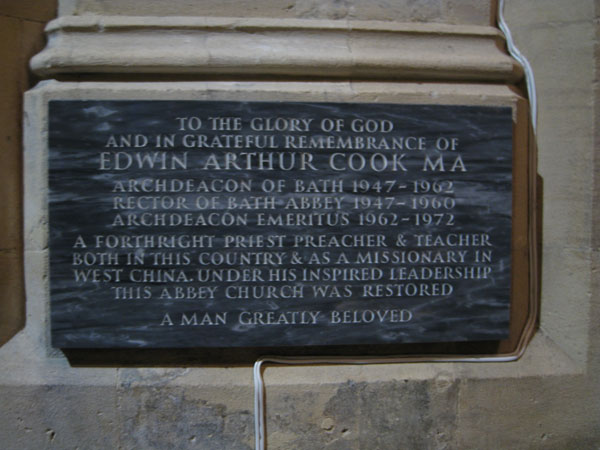 TO THE GLORY OF GOD
AND IN GRATEFUL REMEMBRANCE OF
EDWIN ARTHUR COOK MA
ARCHDEACON OF BATH 1947-1962
RECTOR OF BATH ABBEY 1947-1960
ARCHDEACON EMERITUS 1962-1972
A FORTHRIGHT PRIEST PREACHER & TEACHER
BOTH IN THIS COUNTRY & AS A MISSIONARY IN
WEST CHINA. UNDER HIS INSPIRED LEADERSHIP
THIS ABBEY CHURCH WAS RESTORED
A MAN GREATLY BELOVED